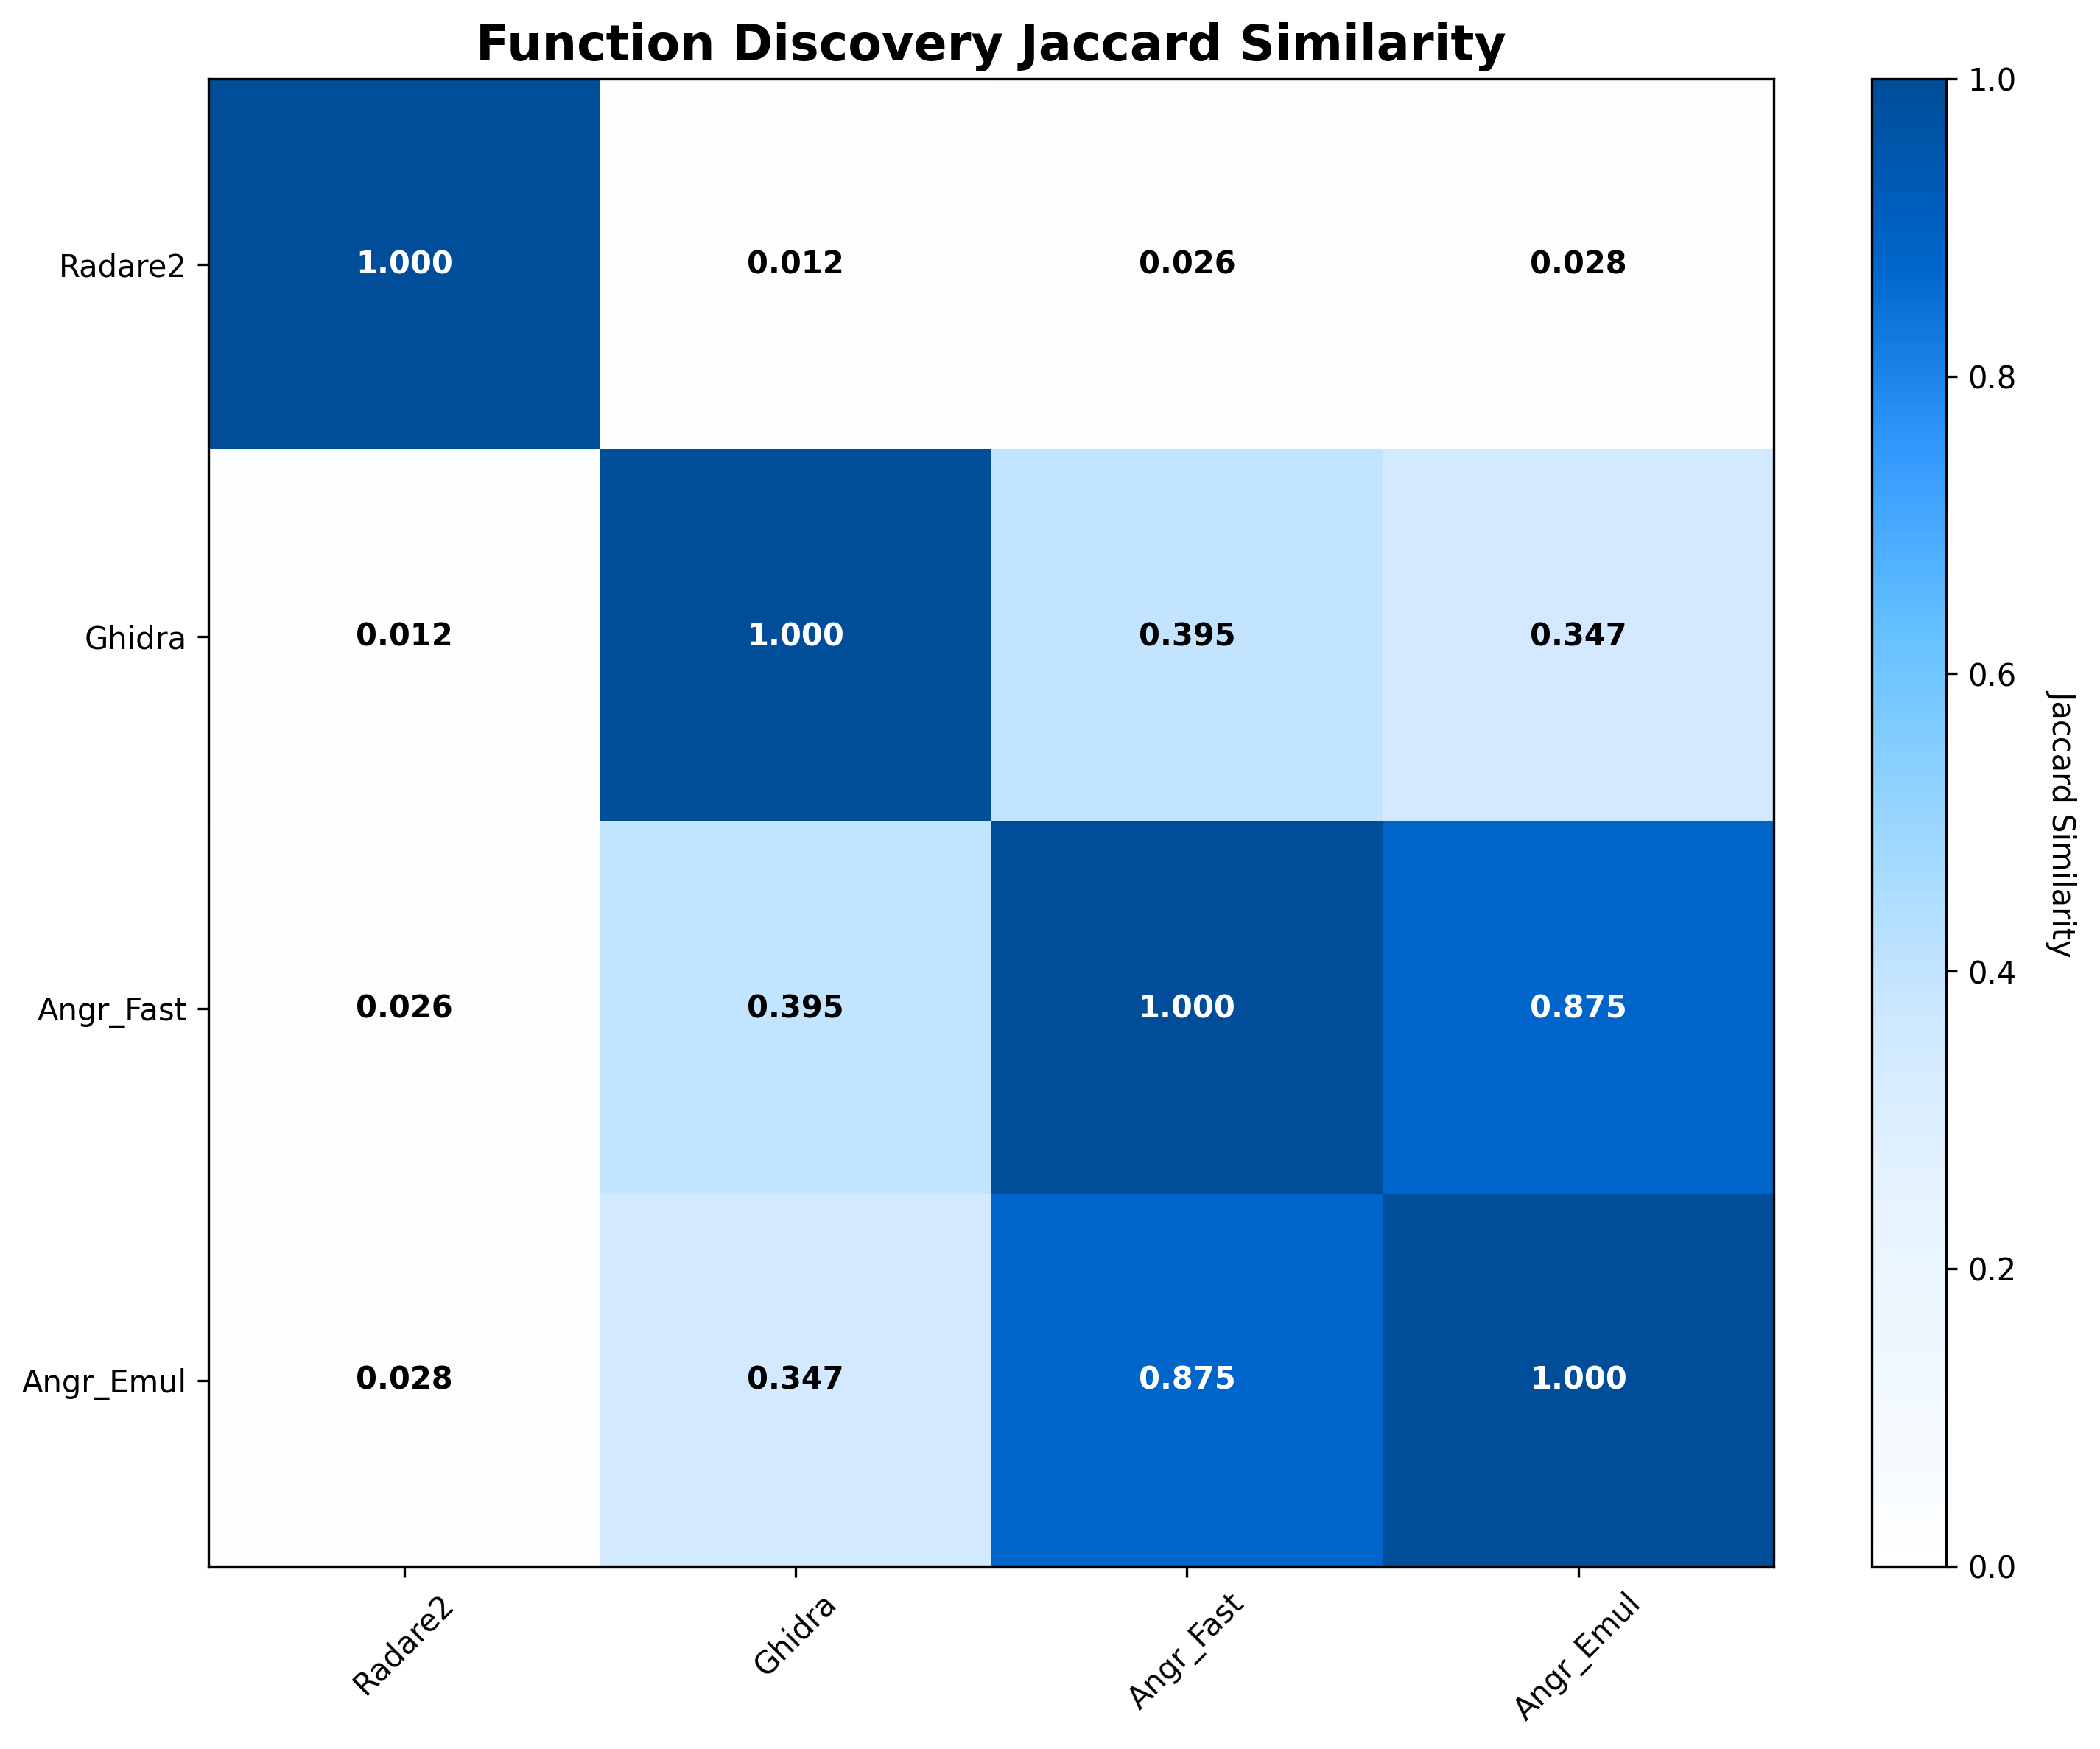 Function Discovery Jaccard Similarity
Radare2 1.000 0.012 0.026 0.028
Ghidra 0.012 1.000 0.395 0.347
Angr_Fast 0.026 0.395 1.000 0.875
Angr_Emul 0.028 0.347 0.875 1.000
Radare2 Ghidra Angr_Fast Angr_Emul
1.0
0.8
0.6
0.4
0.2
0.0
Jaccard Similarity